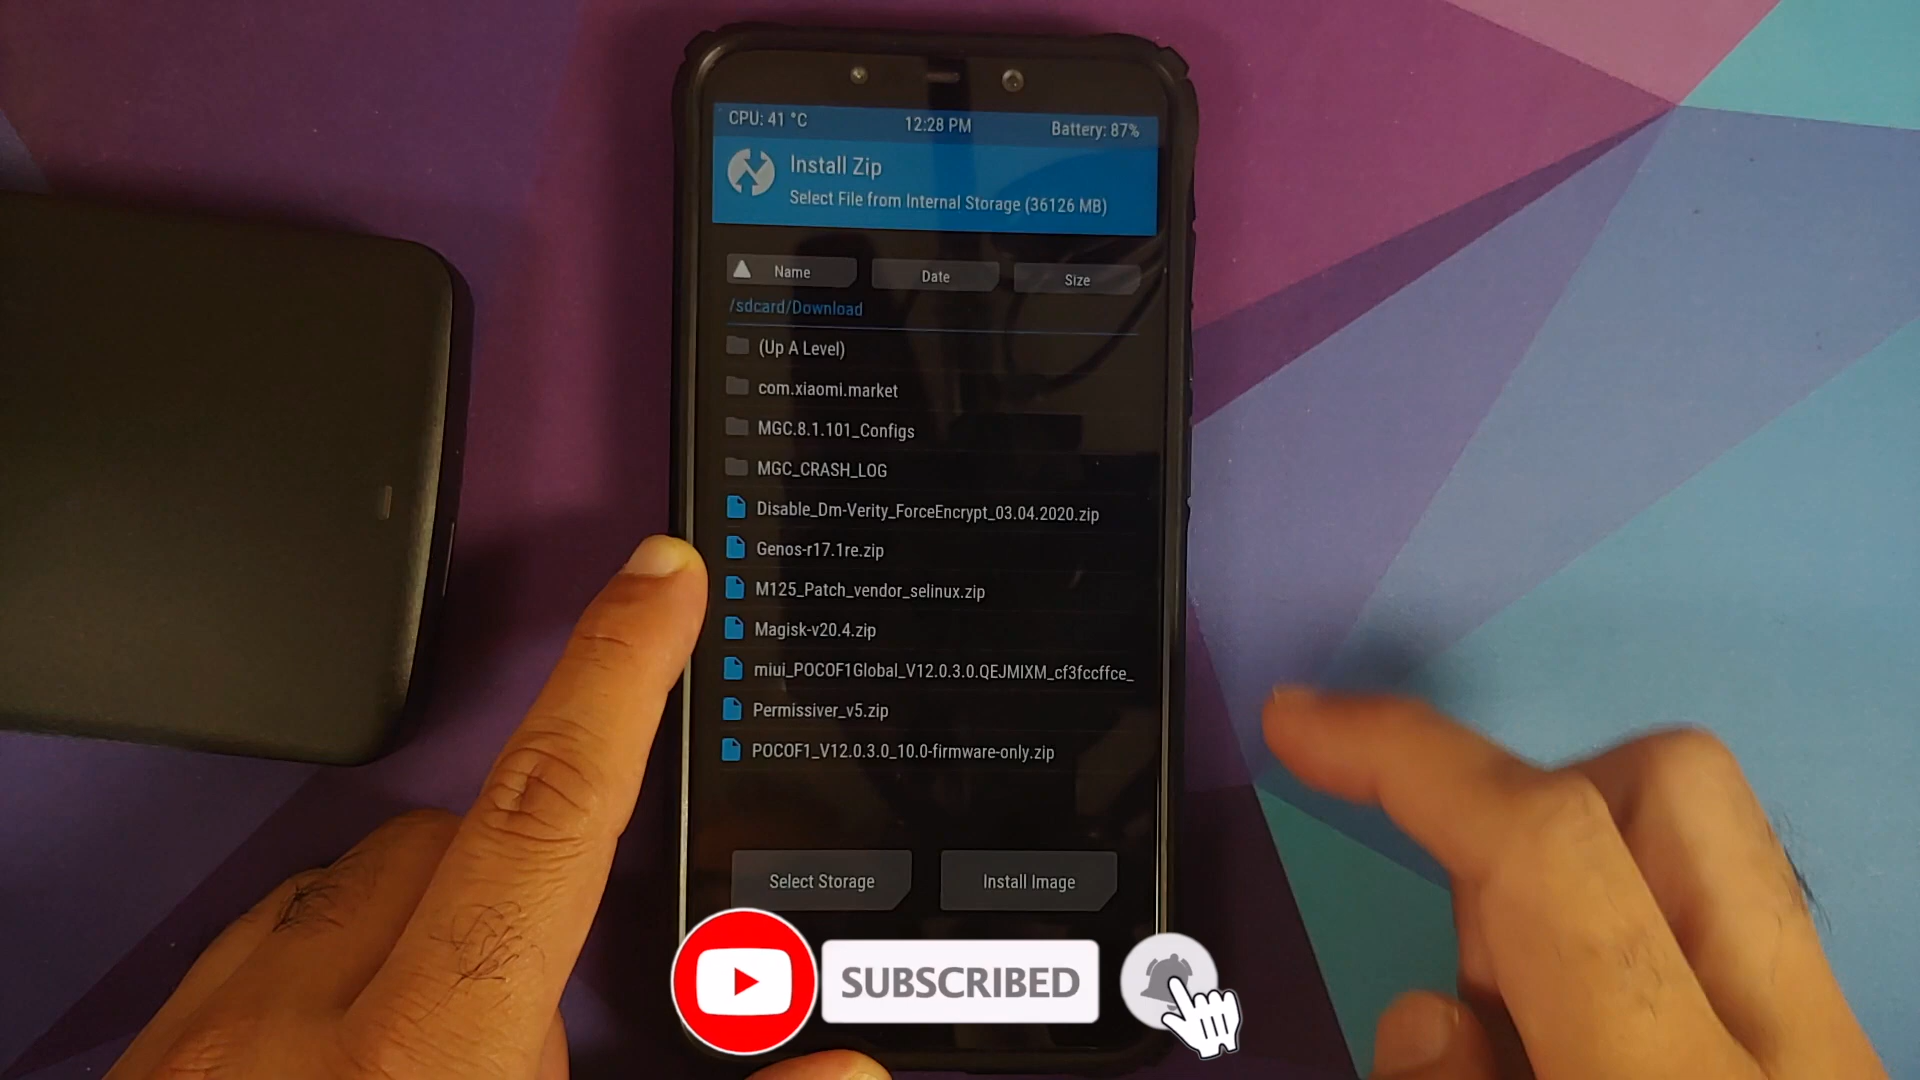 CPU: 41 °C 12:28 PM Battery: 87%
Install Zip
Select File from Internal Storage (36126 MB)
Name Date Size
/sdcard/Download
(Up A Level)
com.xiaomi.market
MGC.8.1.101_Configs
MGC_CRASH_LOG
Disable_Dm-Verity_ForceEncrypt_03.04.2020.zip
Genos-r17.1re.zip
M125_Patch_vendor_selinux.zip
Magisk-v20.4.zip
miui_POCOF1Global_V12.0.3.0.QEJMIXM_cf3fccffce_
Permissiver_v5.zip
POCOF1_V12.0.3.0_10.0-firmware-only.zip
Select Storage Install Image
SUBSCRIBED